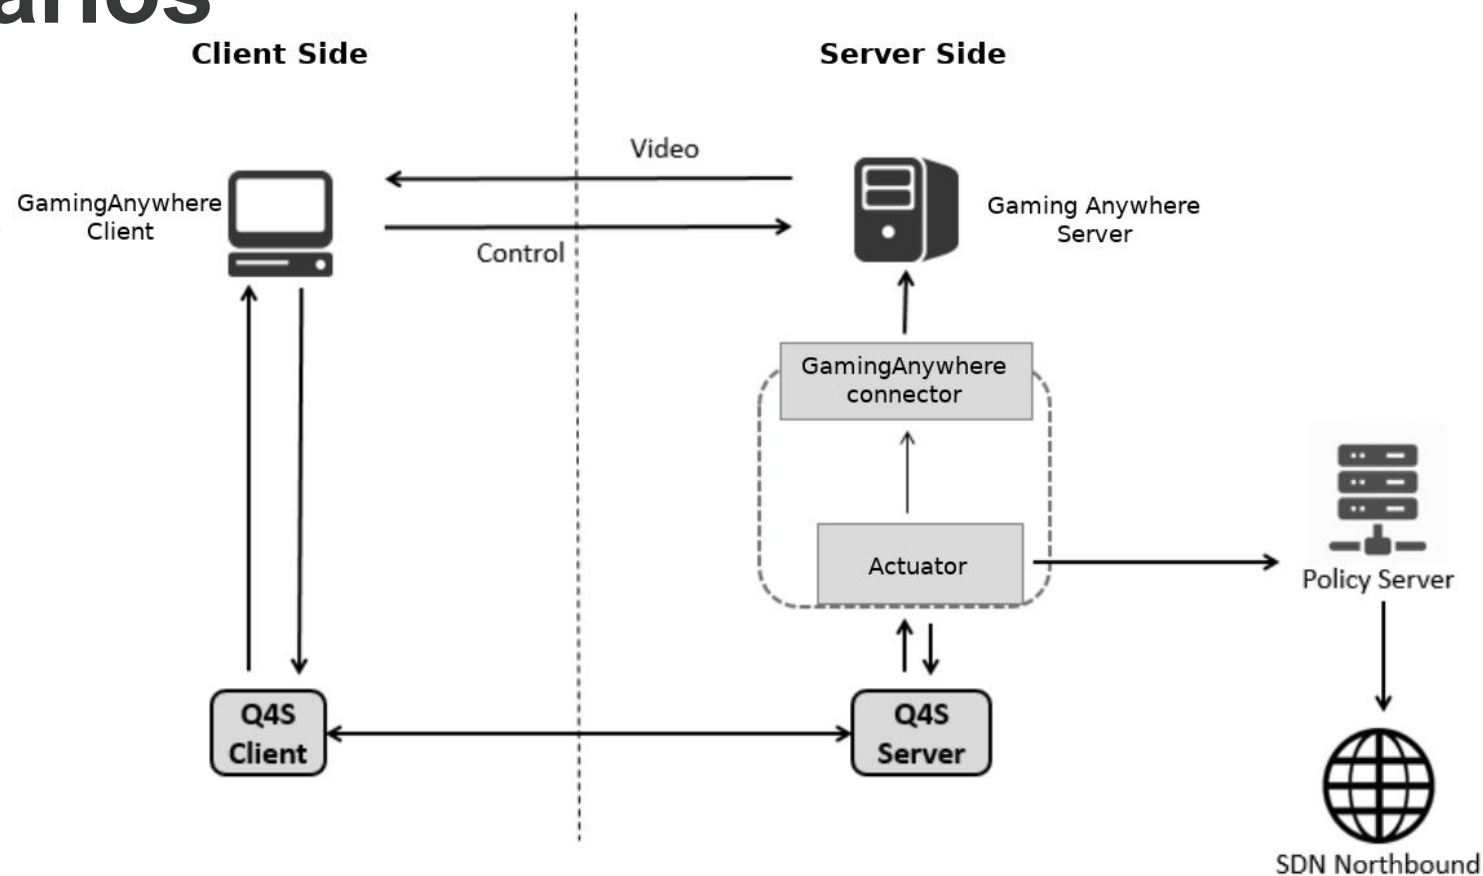 Client Side
Server Side
Video
GamingAnywhere
Client
Gaming Anywhere
Server
Control
GamingAnywhere
connector
Actuator
Policy Server
Q4S
Client
Q4S
Server
SDN Northbound